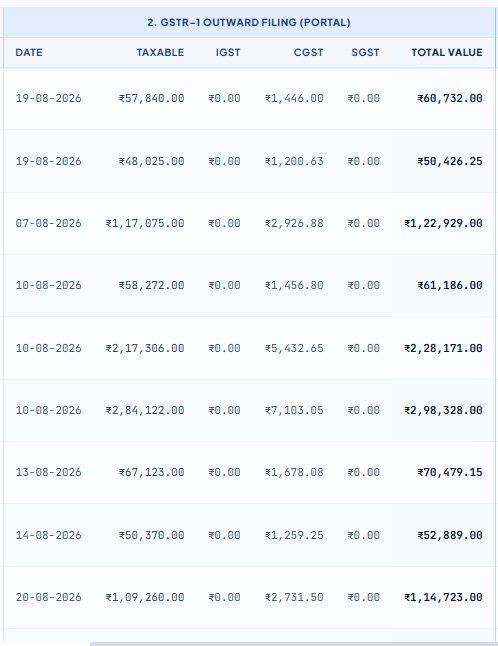 2. GSTR-1 OUTWARD FILING (PORTAL)
DATE TAXABLE IGST CGST SGST TOTAL VALUE
19-08-2026 ₹57,840.00 ₹0.00 ₹1,446.00 ₹0.00 ₹60,732.00
19-08-2026 ₹48,025.00 ₹0.00 ₹1,200.63 ₹0.00 ₹50,426.25
07-08-2026 ₹1,17,075.00 ₹0.00 ₹2,926.88 ₹0.00 ₹1,22,929.00
10-08-2026 ₹58,272.00 ₹0.00 ₹1,456.80 ₹0.00 ₹61,186.00
10-08-2026 ₹2,17,306.00 ₹0.00 ₹5,432.65 ₹0.00 ₹2,28,171.00
10-08-2026 ₹2,84,122.00 ₹0.00 ₹7,103.05 ₹0.00 ₹2,98,328.00
13-08-2026 ₹67,123.00 ₹0.00 ₹1,678.08 ₹0.00 ₹70,479.15
14-08-2026 ₹50,370.00 ₹0.00 ₹1,259.25 ₹0.00 ₹52,889.00
20-08-2026 ₹1,09,260.00 ₹0.00 ₹2,731.50 ₹0.00 ₹1,14,723.00